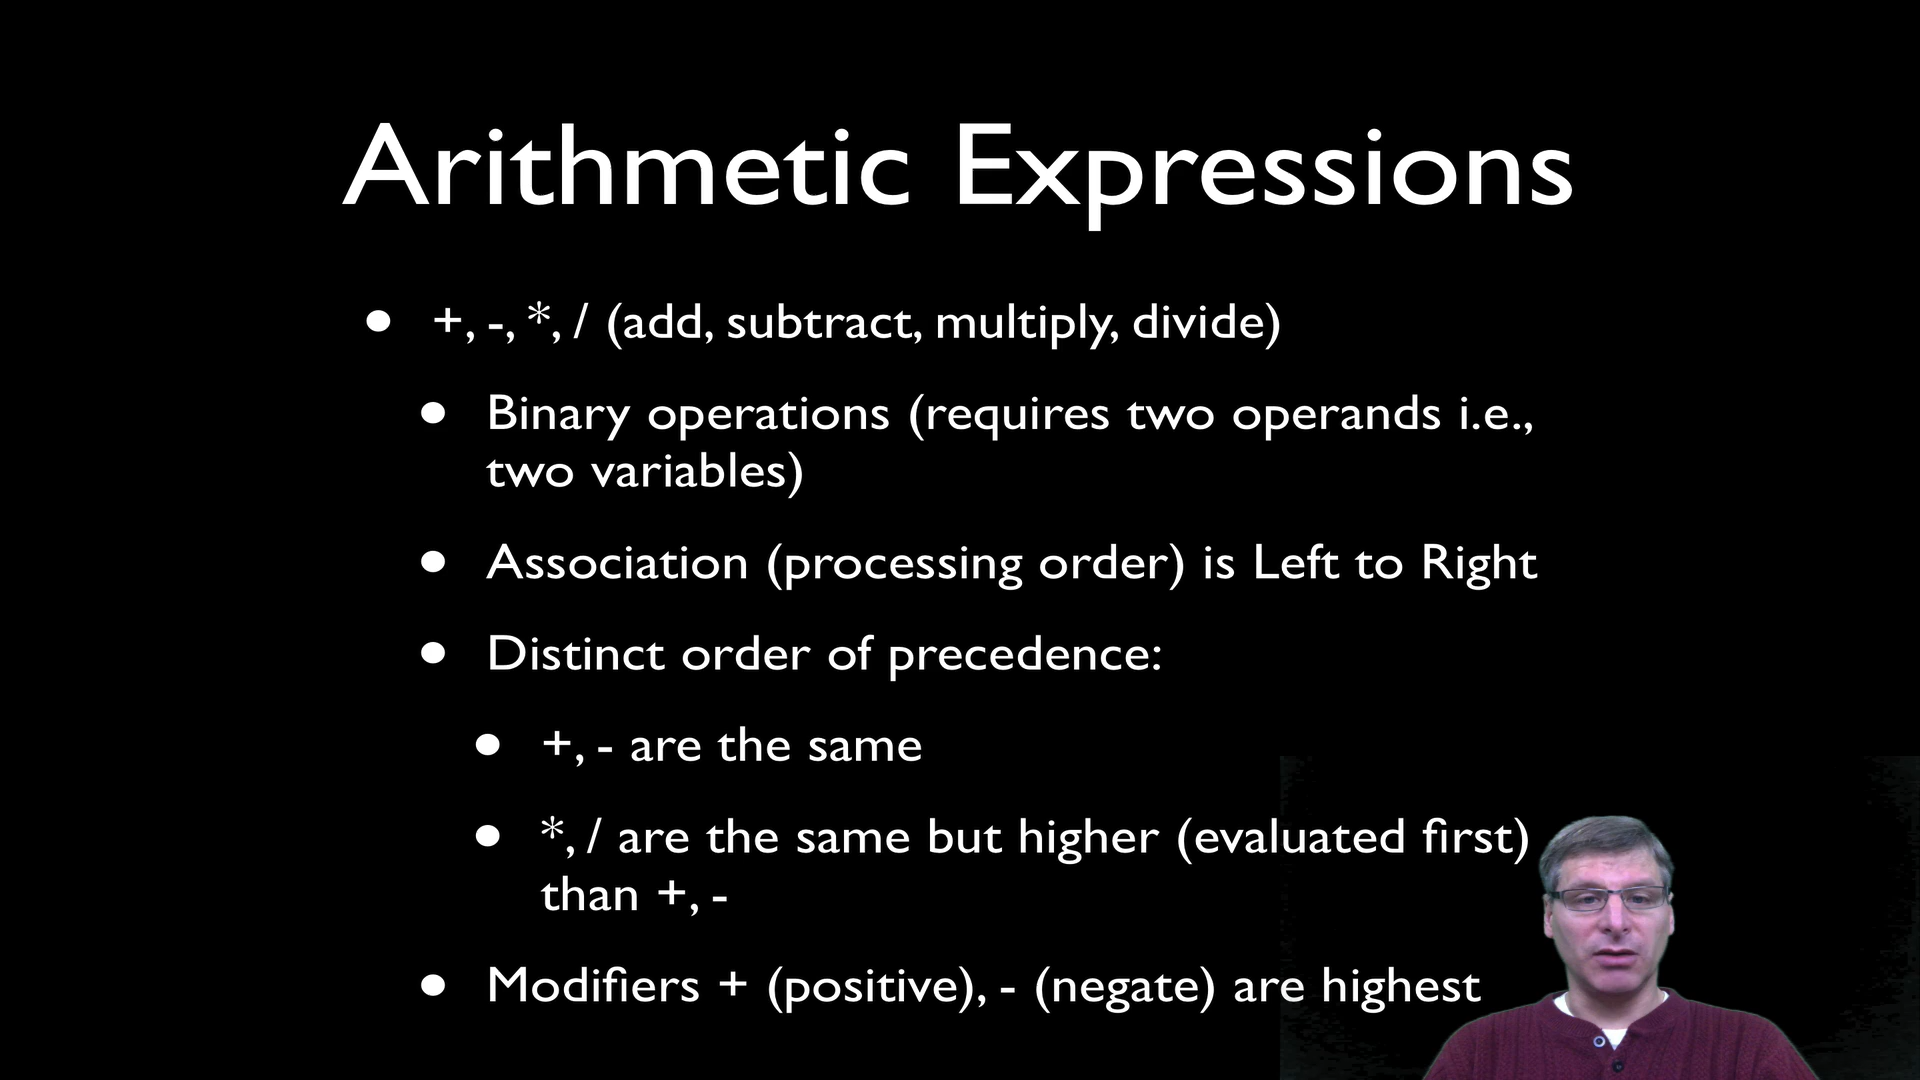 Arithmetic Expressions
• +, -, *, / (add, subtract, multiply, divide)
• Binary operations (requires two operands i.e.,
two variables)
• Association (processing order) is Left to Right
• Distinct order of precedence:
• +, - are the same
• *, / are the same but higher (evaluated first)
than +, -
• Modifiers + (positive), - (negate) are highest